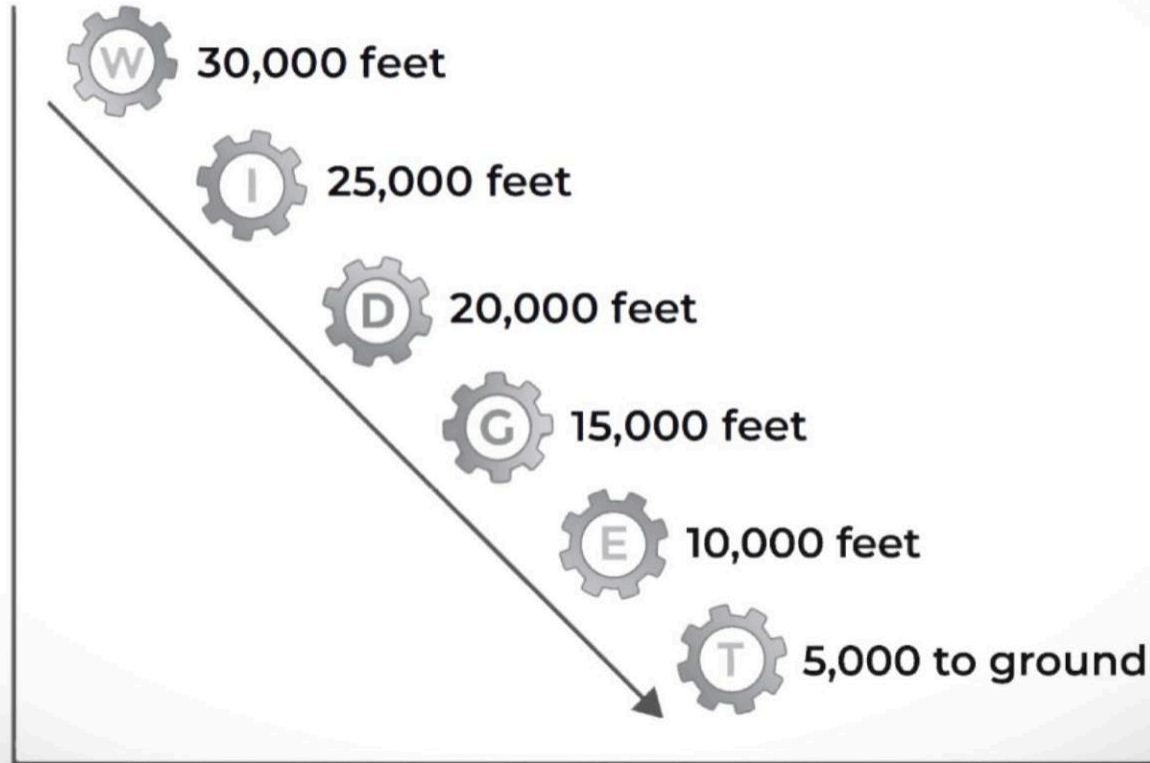 W 30,000 feet
I 25,000 feet
D 20,000 feet
G 15,000 feet
E 10,000 feet
T 5,000 to ground